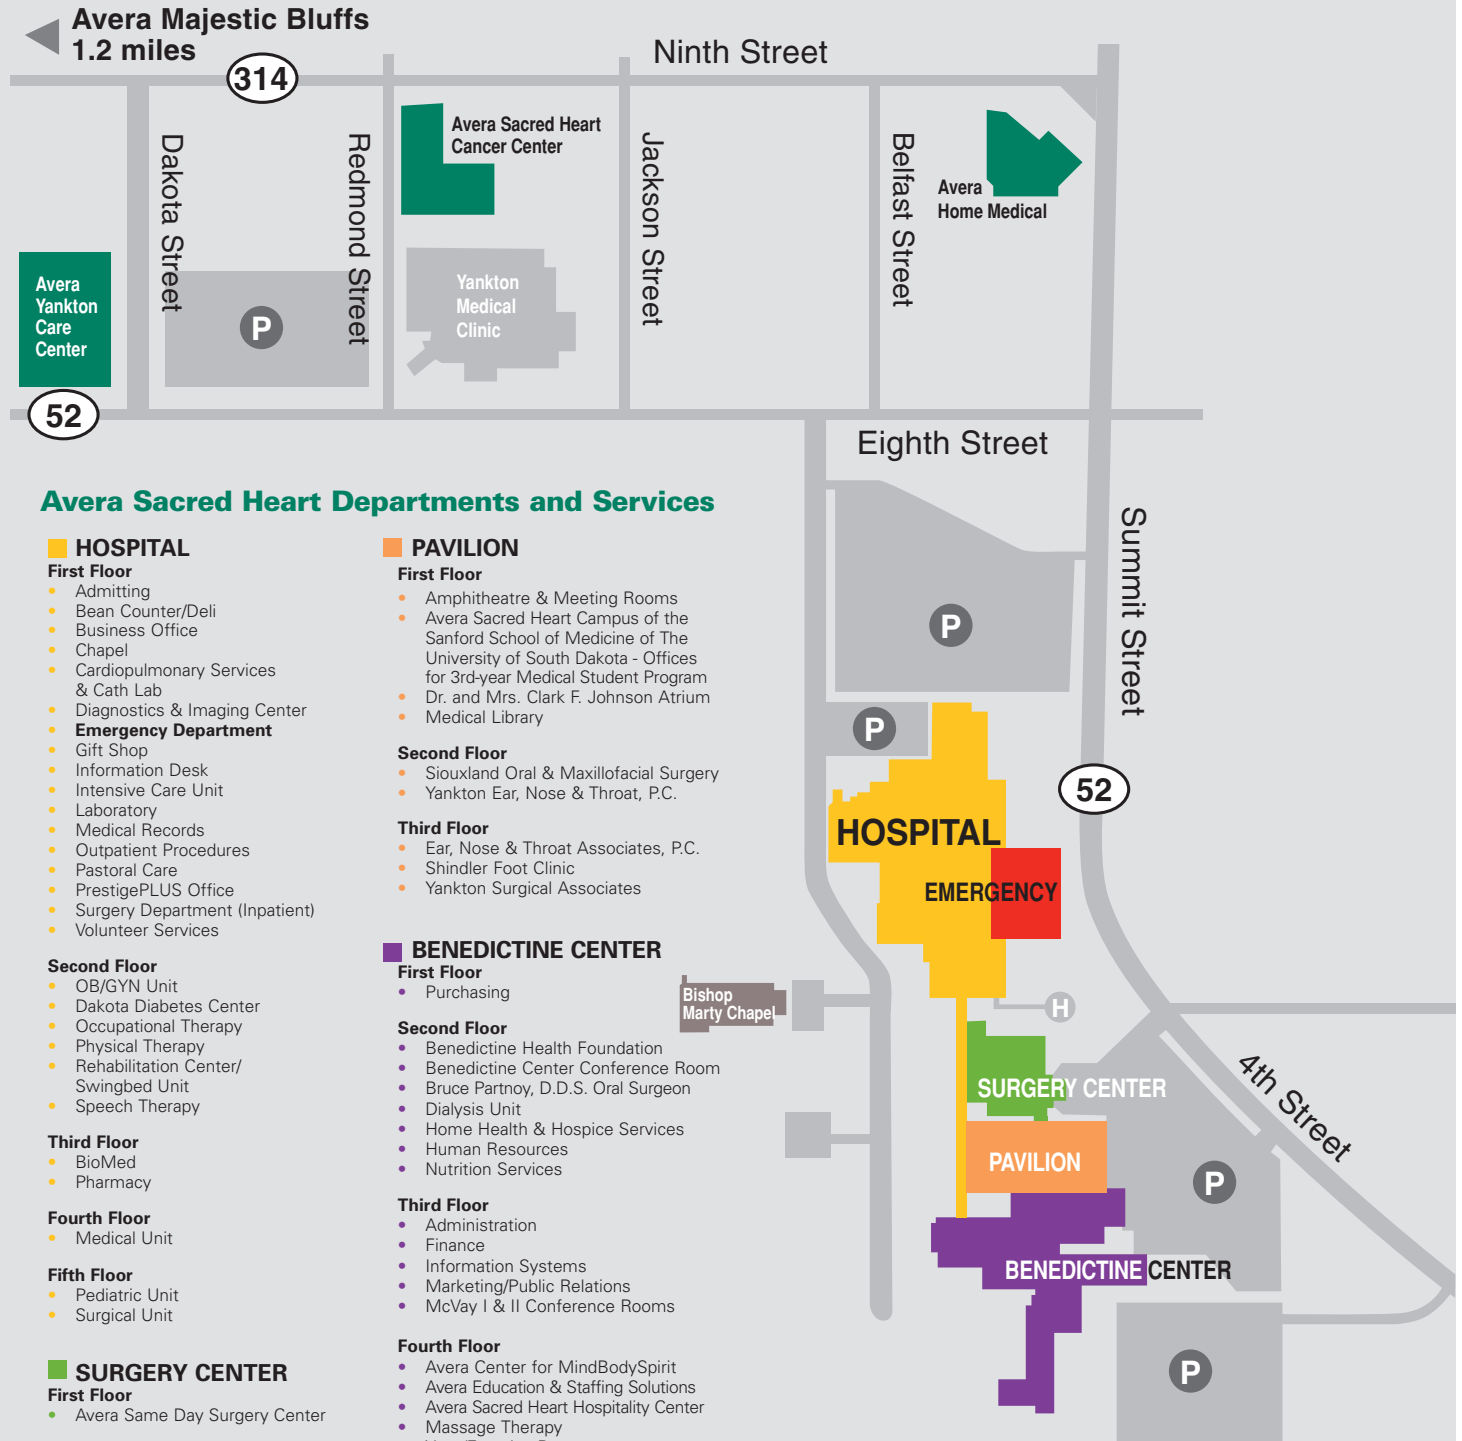 Avera Majestic Bluffs
1.2 miles
314
Ninth Street
Dakota Street
Redmond Street
Avera Sacred Heart
Cancer Center
Jackson Street
Belfast Street
Avera
Home Medical
Avera
Yankton
Care
Center
P
Yankton
Medical
Clinic
52
Eighth Street
Summit Street
Avera Sacred Heart Departments and Services
HOSPITAL
First Floor
• Admitting
• Bean Counter/Deli
• Business Office
• Chapel
• Cardiopulmonary Services
& Cath Lab
• Diagnostics & Imaging Center
• Emergency Department
• Gift Shop
• Information Desk
• Intensive Care Unit
• Laboratory
• Medical Records
• Outpatient Procedures
• Pastoral Care
• PrestigePLUS Office
• Surgery Department (Inpatient)
• Volunteer Services
Second Floor
• OB/GYN Unit
• Dakota Diabetes Center
• Occupational Therapy
• Physical Therapy
• Rehabilitation Center/
Swingbed Unit
• Speech Therapy
Third Floor
• BioMed
• Pharmacy
Fourth Floor
• Medical Unit
Fifth Floor
• Pediatric Unit
• Surgical Unit
SURGERY CENTER
First Floor
• Avera Same Day Surgery Center
PAVILION
First Floor
• Amphitheatre & Meeting Rooms
• Avera Sacred Heart Campus of the
Sanford School of Medicine of The
University of South Dakota - Offices
for 3rd-year Medical Student Program
• Dr. and Mrs. Clark F. Johnson Atrium
• Medical Library
Second Floor
• Siouxland Oral & Maxillofacial Surgery
• Yankton Ear, Nose & Throat, P.C.
Third Floor
• Ear, Nose & Throat Associates, P.C.
• Shindler Foot Clinic
• Yankton Surgical Associates
BENEDICTINE CENTER
First Floor
• Purchasing
Second Floor
• Benedictine Health Foundation
• Benedictine Center Conference Room
• Bruce Partnoy, D.D.S. Oral Surgeon
• Dialysis Unit
• Home Health & Hospice Services
• Human Resources
• Nutrition Services
Third Floor
• Administration
• Finance
• Information Systems
• Marketing/Public Relations
• McVay I & II Conference Rooms
Fourth Floor
• Avera Center for MindBodySpirit
• Avera Education & Staffing Solutions
• Avera Sacred Heart Hospitality Center
• Massage Therapy
P
P
52
HOSPITAL
EMERGENCY
Bishop
Marty Chapel
H
SURGERY CENTER
4th Street
PAVILION
P
BENEDICTINE CENTER
P